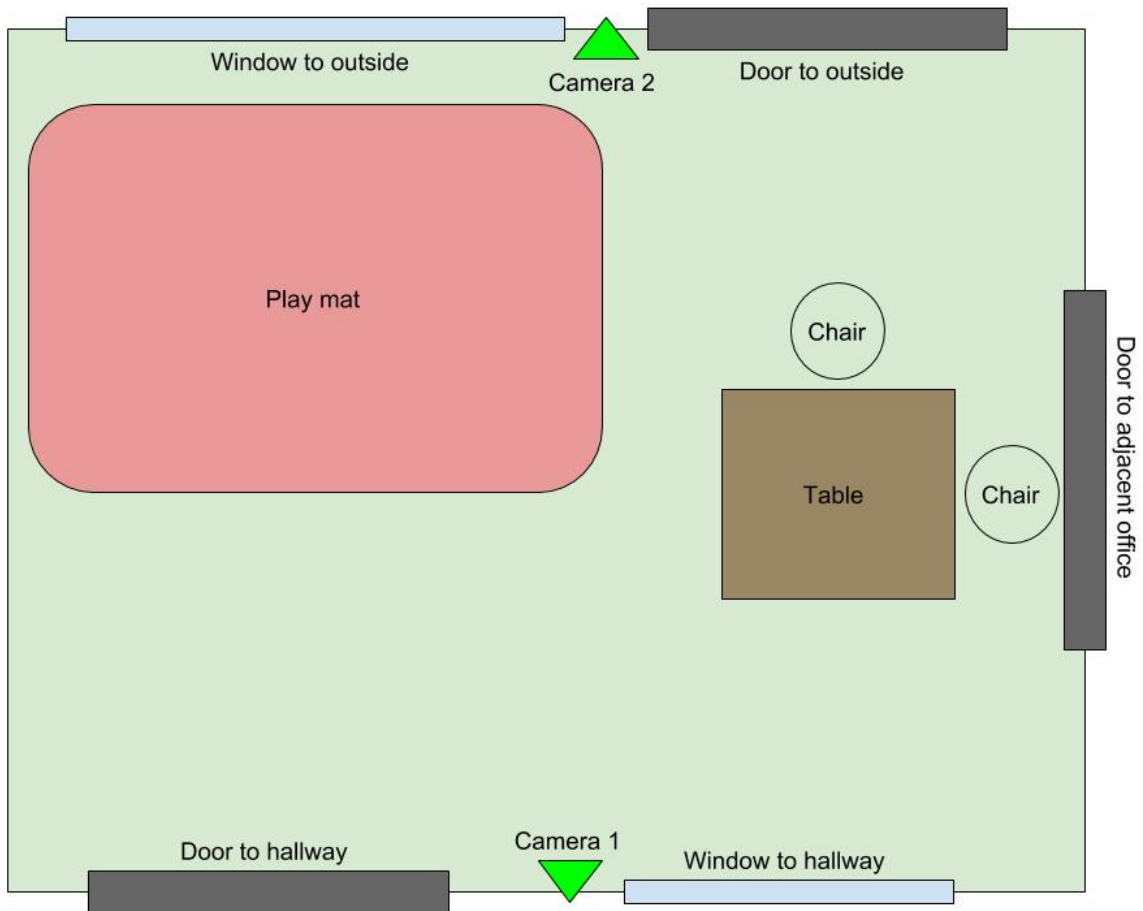 Window to outside
Camera 2
Door to outside
Play mat
Chair
Door to adjacent office
Table
Chair
Door to hallway
Camera 1
Window to hallway